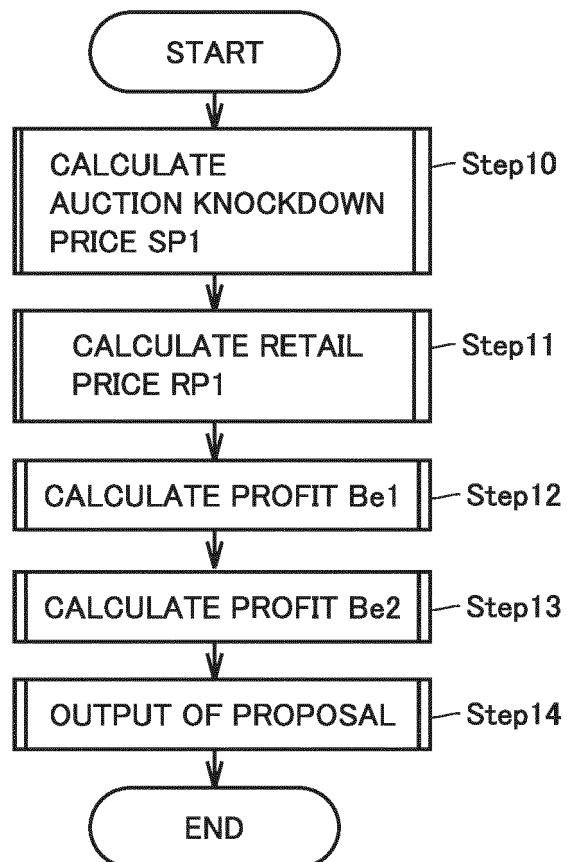 START
CALCULATE
AUCTION KNOCKDOWN
PRICE SP1
Step10
CALCULATE RETAIL
PRICE RP1
Step11
CALCULATE PROFIT Be1
Step12
CALCULATE PROFIT Be2
Step13
OUTPUT OF PROPOSAL
Step14
END